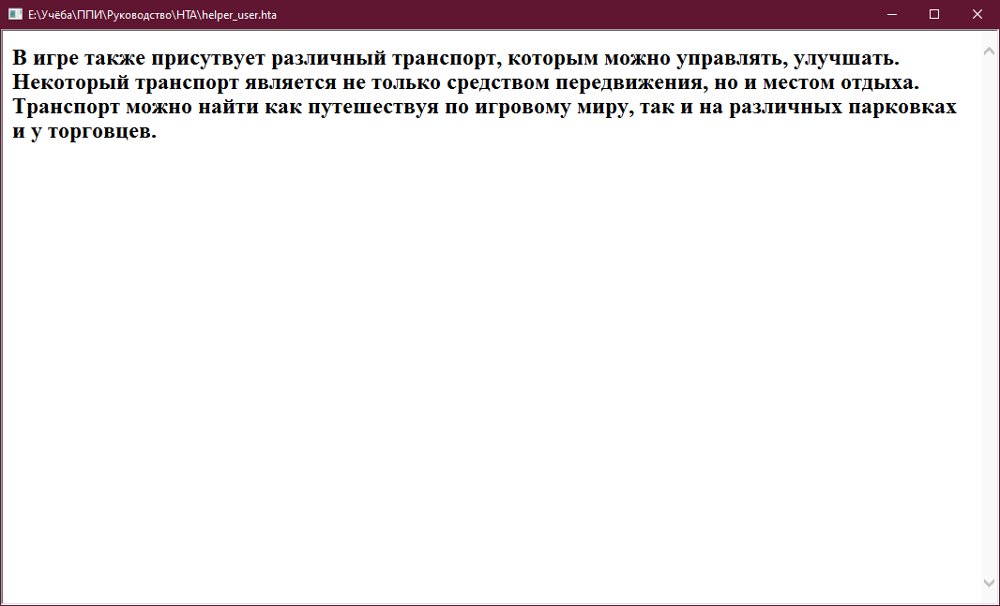 E:\Учёба\ППИ\Руководство\HTA\helper_user.hta
В игре также присутвует различный транспорт, которым можно управлять, улучшать.
Некоторый транспорт является не только средством передвижения, но и местом отдыха.
Транспорт можно найти как путешествуя по игровому миру, так и на различных парковках
и у торговцев.